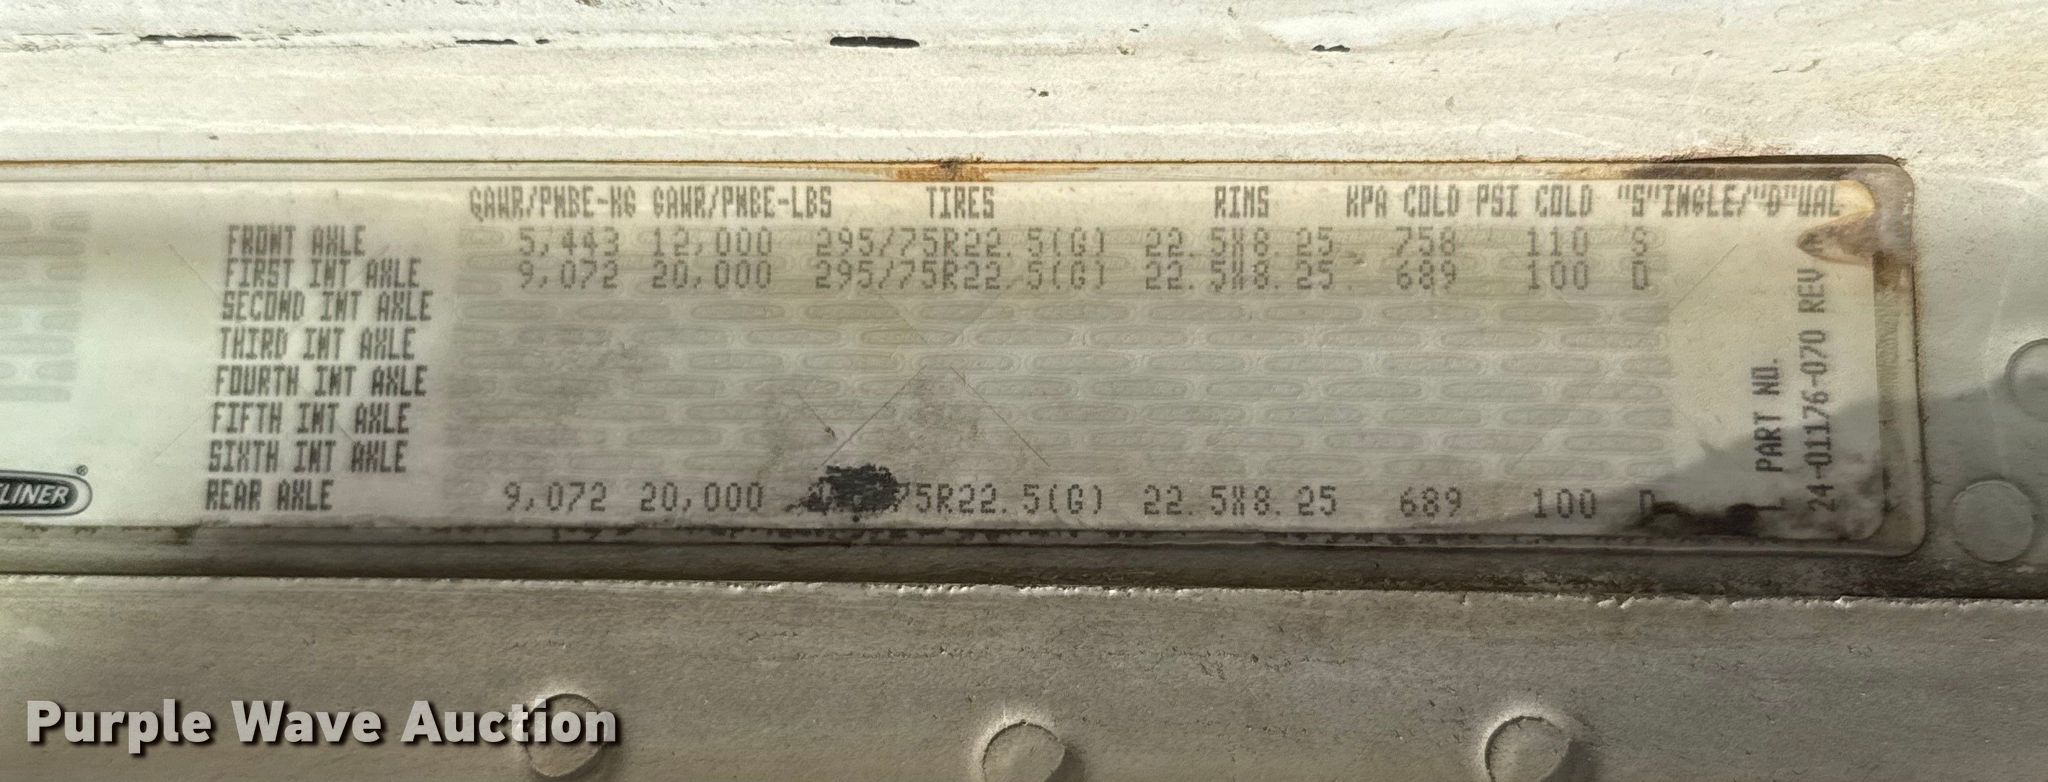 GAWR/PNBE-KG GAWR/PNBE-LBS TIRES RIMS KPA COLD PSI COLD "S"INGLE/"D"UAL
FRONT AXLE 5,443 12,000 295/75R22.5(G) 22.5X8.25 758 110 S
FIRST INT AXLE 9,072 20,000 295/75R22.5(G) 22.5X8.25 689 100 D
SECOND INT AXLE
THIRD INT AXLE
FOURTH INT AXLE
FIFTH INT AXLE
SIXTH INT AXLE
REAR AXLE 9,072 20,000 75R22.5(G) 22.5X8.25 689 100 D
PART NO.
24-01176-070 REV
LINER®
Purple Wave Auction